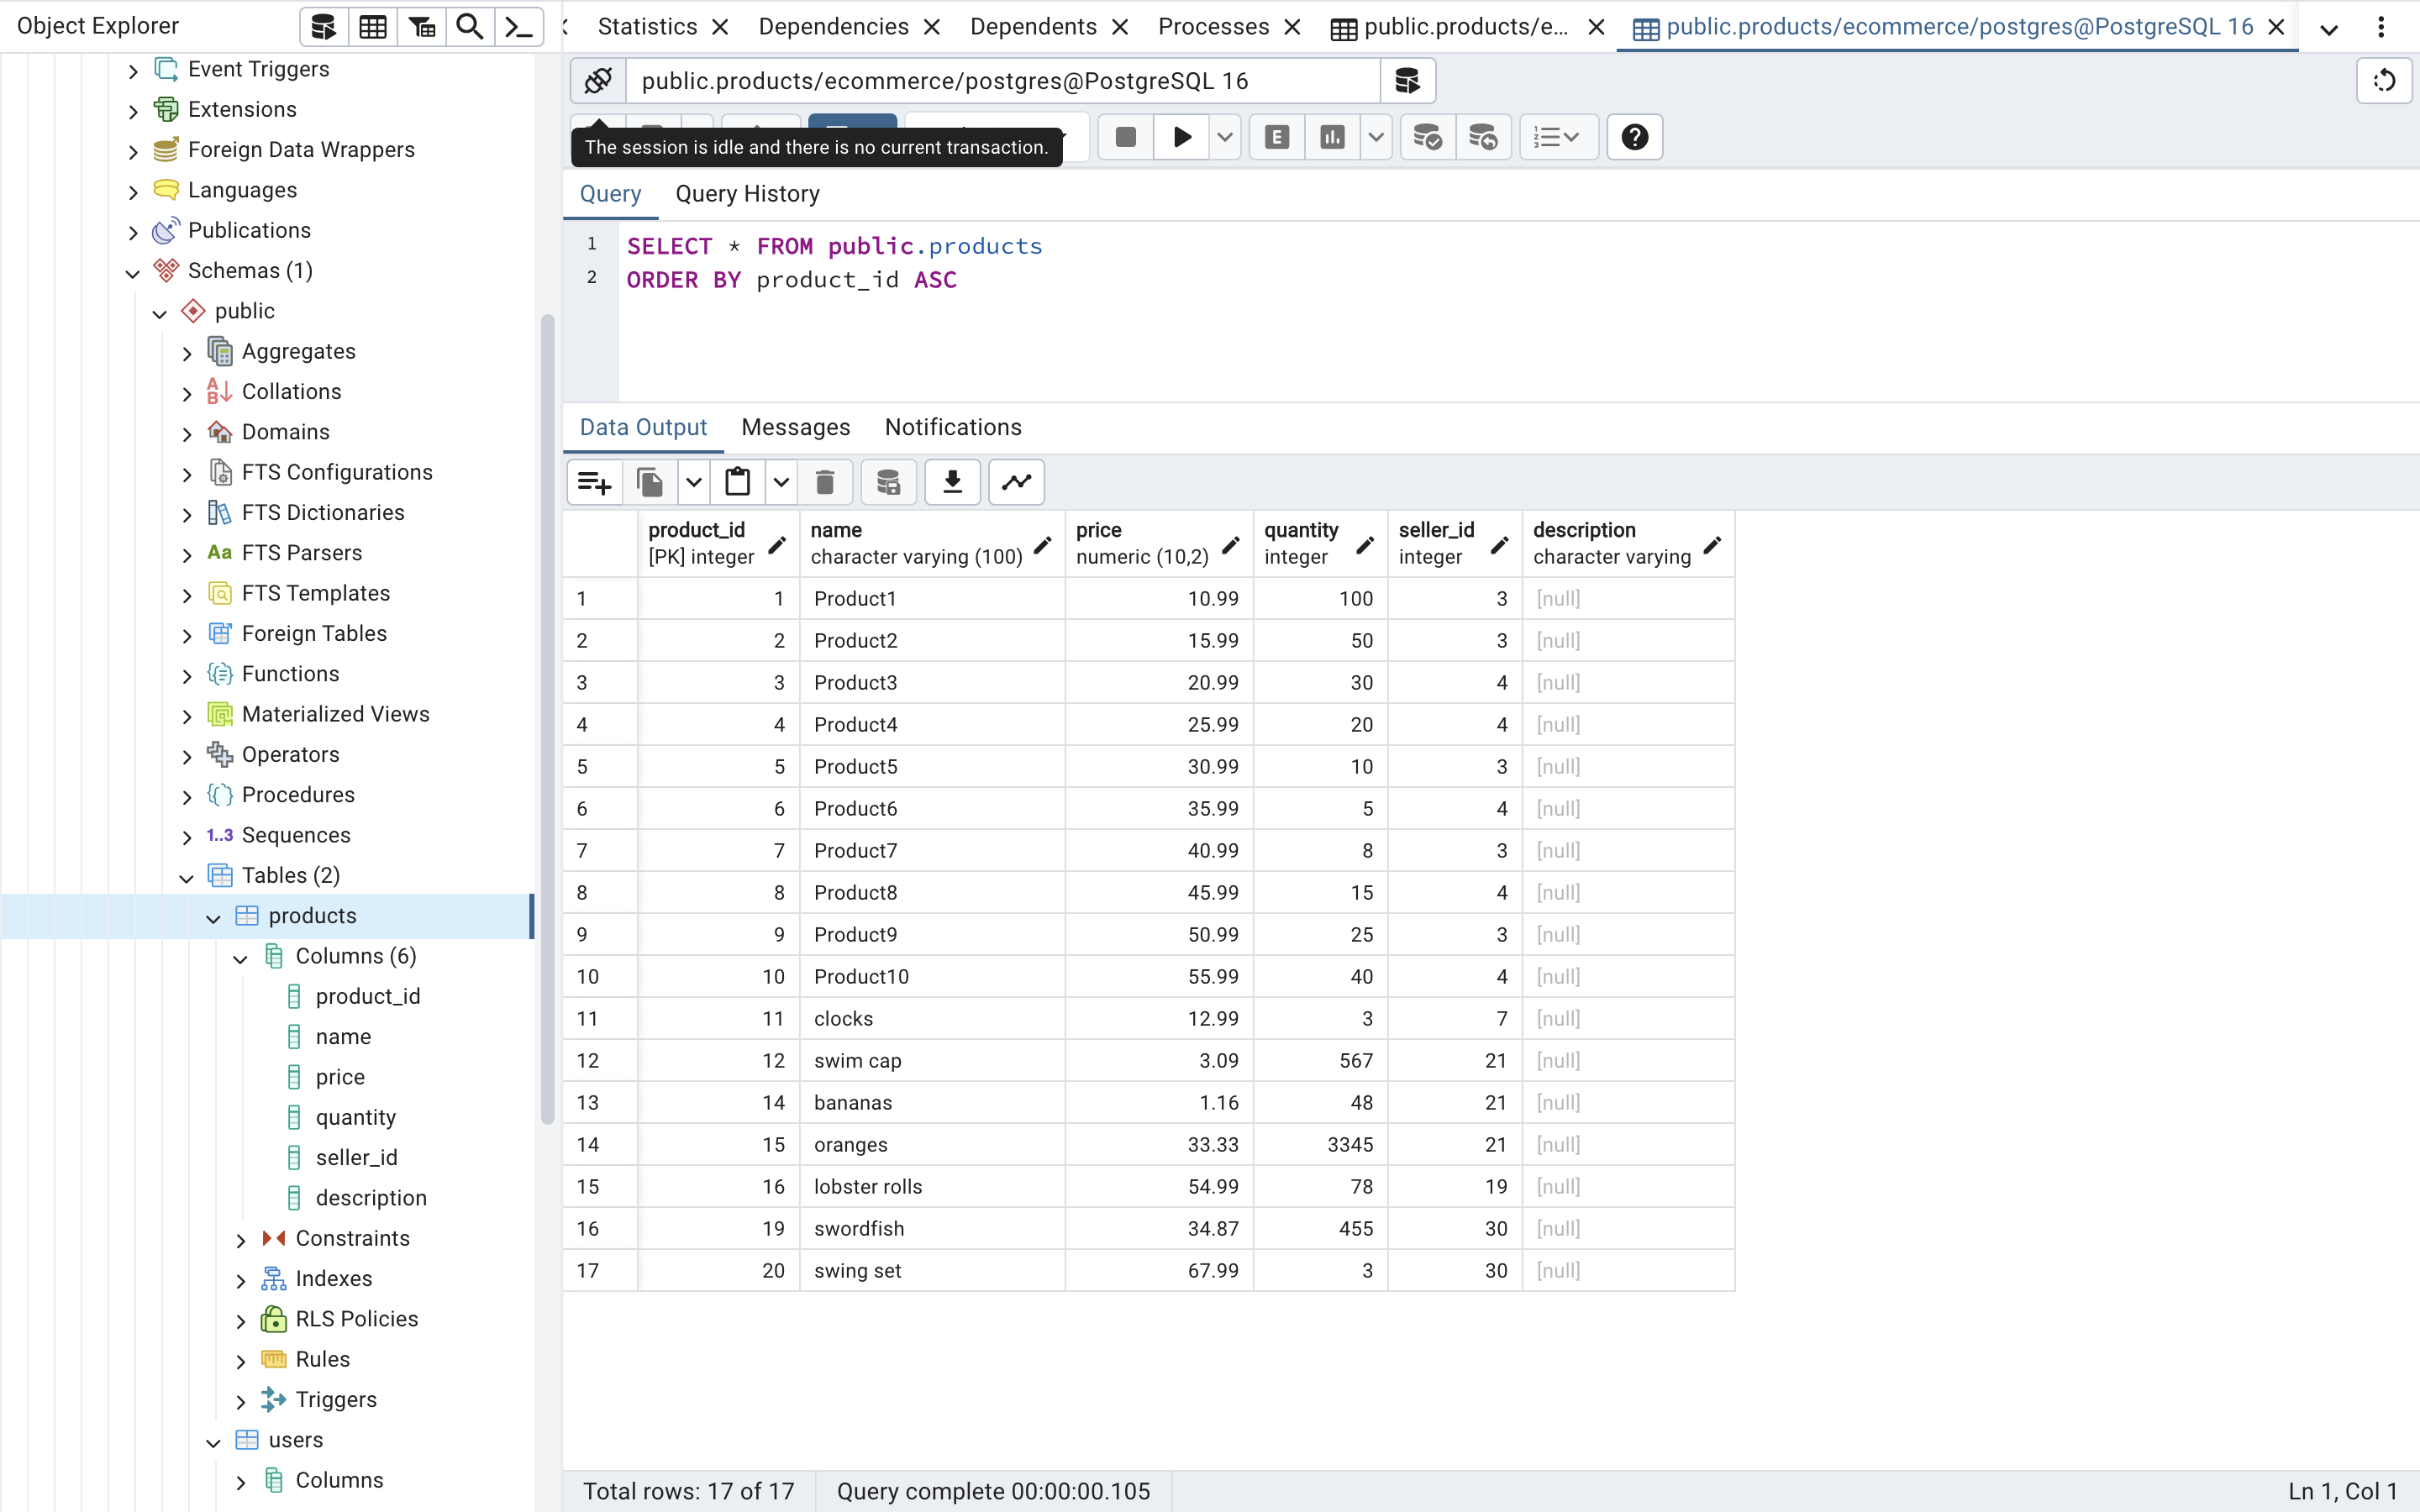 Object Explorer
Statistics
Dependencies
Dependents
Processes
public.products/e...
public.products/ecommerce/postgres@PostgreSQL 16
public.products/ecommerce/postgres@PostgreSQL 16
The session is idle and there is no current transaction.
E
Query
Query History
1 SELECT * FROM public.products
2 ORDER BY product_id ASC
Event Triggers
Extensions
Foreign Data Wrappers
Languages
Publications
Schemas (1)
public
Aggregates
Collations
Domains
FTS Configurations
FTS Dictionaries
Aa FTS Parsers
FTS Templates
Foreign Tables
Functions
Materialized Views
Operators
Procedures
1..3 Sequences
Tables (2)
products
Columns (6)
product_id
name
price
quantity
seller_id
description
Constraints
Indexes
RLS Policies
Rules
Triggers
users
Columns
Data Output
Messages
Notifications
product_id name price quantity seller_id description
[PK] integer character varying (100) numeric (10,2) integer integer character varying
1 1 Product1 10.99 100 3 [null]
2 2 Product2 15.99 50 3 [null]
3 3 Product3 20.99 30 4 [null]
4 4 Product4 25.99 20 4 [null]
5 5 Product5 30.99 10 3 [null]
6 6 Product6 35.99 5 4 [null]
7 7 Product7 40.99 8 3 [null]
8 8 Product8 45.99 15 4 [null]
9 9 Product9 50.99 25 3 [null]
10 10 Product10 55.99 40 4 [null]
11 11 clocks 12.99 3 7 [null]
12 12 swim cap 3.09 567 21 [null]
13 14 bananas 1.16 48 21 [null]
14 15 oranges 33.33 3345 21 [null]
15 16 lobster rolls 54.99 78 19 [null]
16 19 swordfish 34.87 455 30 [null]
17 20 swing set 67.99 3 30 [null]
Total rows: 17 of 17
Query complete 00:00:00.105
Ln 1, Col 1